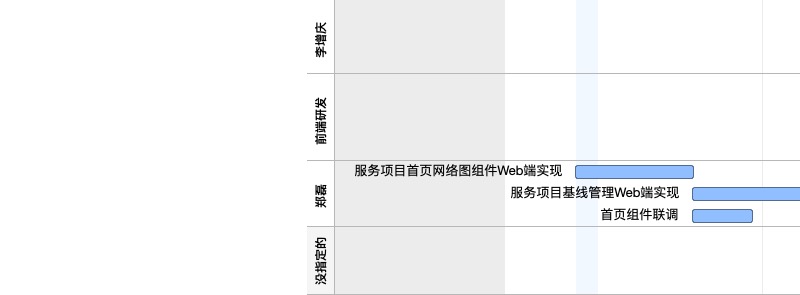 李增庆
前端研发
郑磊
服务项目首页网络图组件Web端实现
服务项目基线管理Web端实现
首页组件联调
没指定的